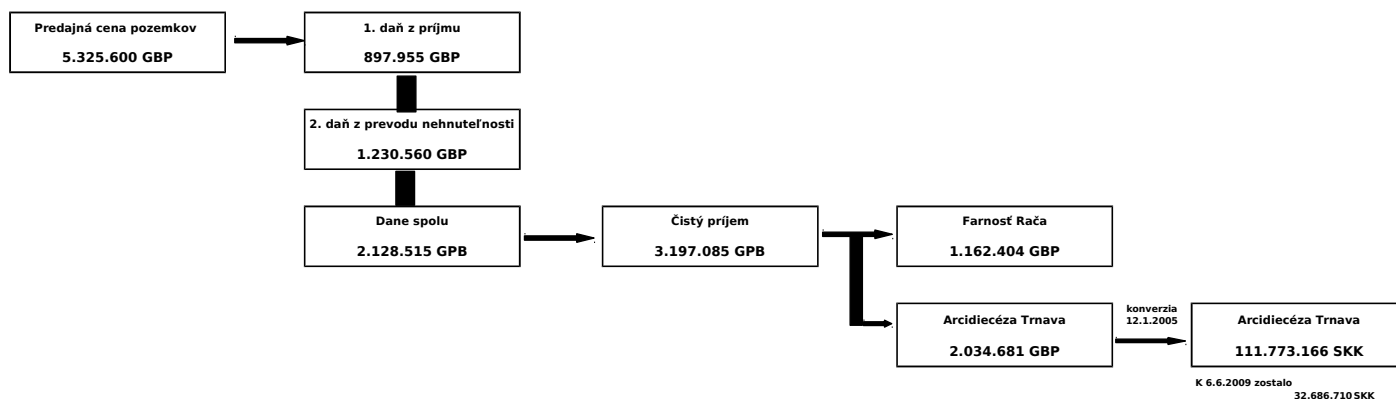 Predajná cena pozemkov
5.325.600 GBP
1. daň z príjmu
897.955 GBP
2. daň z prevodu nehnuteľnosti
1.230.560 GBP
Dane spolu
2.128.515 GPB
Čistý príjem
3.197.085 GPB
Farnosť Rača
1.162.404 GBP
Arcidiecéza Trnava
2.034.681 GBP
konverzia
12.1.2005
Arcidiecéza Trnava
111.773.166 SKK
K 6.6.2009 zostalo
32.686.710 SKK